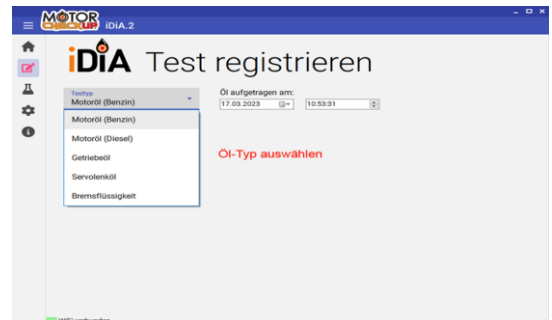 MOTOR
CHECKUP iDiA.2
iDiA Test registrieren
Testtyp
Motoröl (Benzin)
Öl aufgetragen am:
17.03.2023 10:53:31
Motoröl (Benzin)
Motoröl (Diesel)
Getriebeöl
Servolenköl
Bremsflüssigkeit
Öl-Typ auswählen